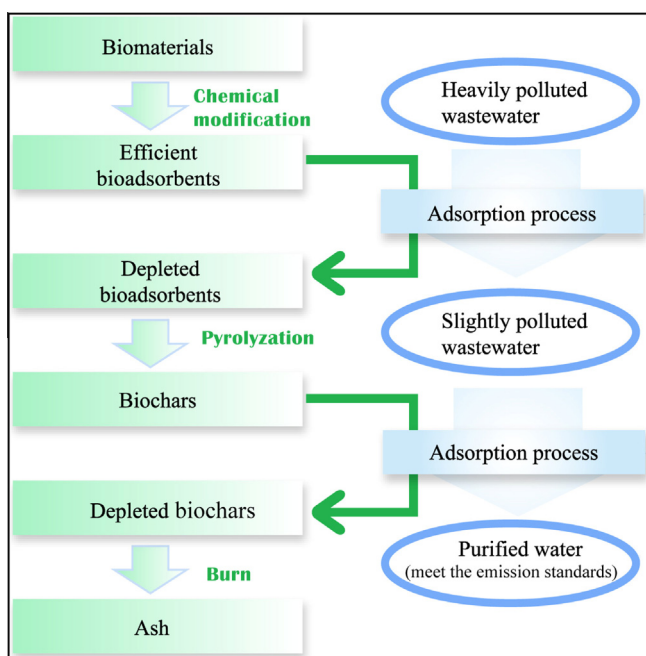 Biomaterials
Chemical
modification
Efficient
bioadsorbents
Depleted
bioadsorbents
Pyrolyzation
Biochars
Depleted biochars
Burn
Ash
Heavily polluted
wastewater
Adsorption process
Slightly polluted
wastewater
Adsorption process
Purified water
(meet the emission standards)